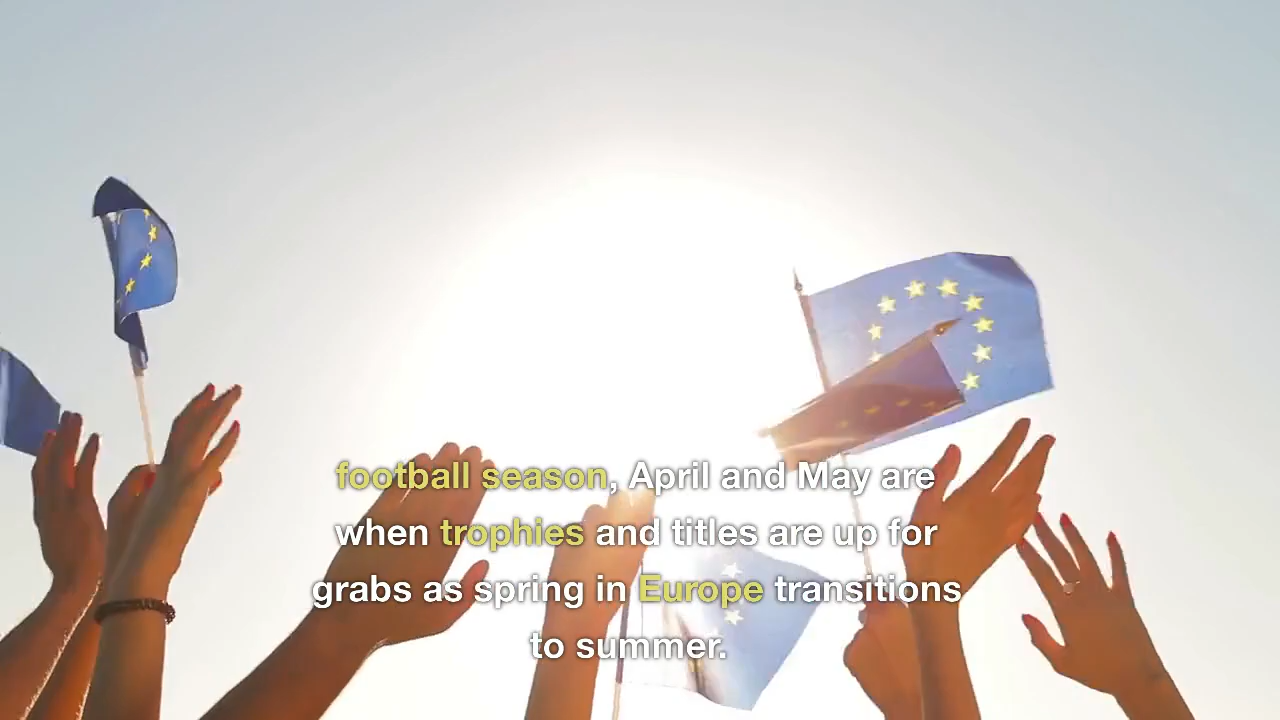 football season, April and May are
when trophies and titles are up for
grabs as spring in Europe transitions
to summer.